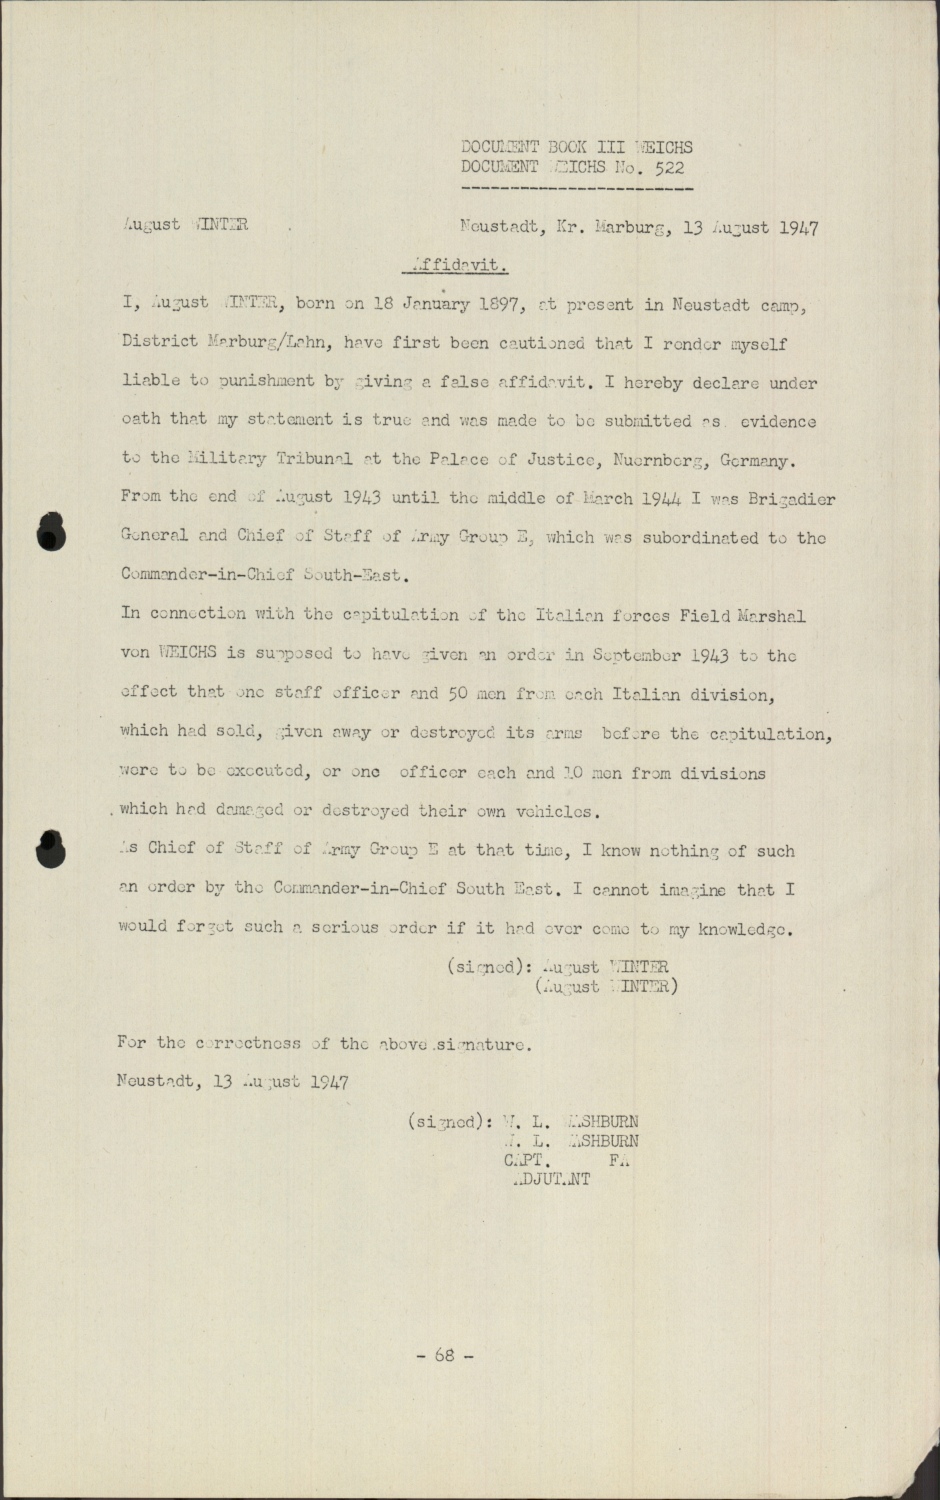 DOCUMENT BOOK III WEICHS
DOCUMENT WEICHS No. 522
August WINTER Neustadt, Kr. Marburg, 13 August 1947
Affidavit.
I, August WINTER, born on 18 January 1897, at present in Neustadt camp,
District Marburg/Lahn, have first been cautioned that I render myself
liable to punishment by giving a false affidavit. I hereby declare under
oath that my statement is true and was made to be submitted as evidence
to the Military Tribunal at the Palace of Justice, Nuernberg, Germany.
From the end of August 1943 until the middle of March 1944 I was Brigadier
General and Chief of Staff of Army Group E, which was subordinated to the
Commander-in-Chief South-East.
In connection with the capitulation of the Italian forces Field Marshal
von WEICHS is supposed to have given an order in September 1943 to the
effect that one staff officer and 50 men from each Italian division,
which had sold, given away or destroyed its arms before the capitulation,
were to be executed, or one officer each and 10 men from divisions
which had damaged or destroyed their own vehicles.
As Chief of Staff of Army Group E at that time, I know nothing of such
an order by the Commander-in-Chief South East. I cannot imagine that I
would forget such a serious order if it had ever come to my knowledge.
(signed): August WINTER
(August WINTER)
For the correctness of the above signature.
Neustadt, 13 August 1947
(signed): W. L. WASHBURN
W. L. WASHBURN
CAPT. FA
ADJUTANT
- 68 -